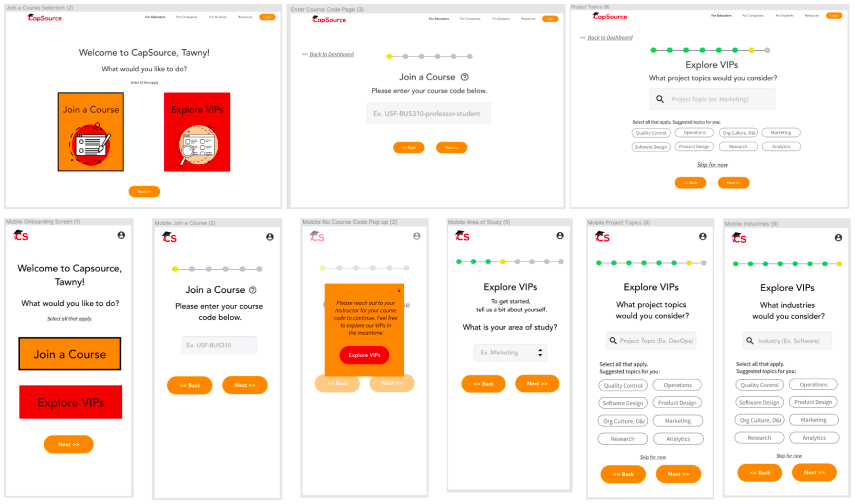 Join a Course Selection (2)
CapSource
For Educators For Companies For Students Resources Login
Welcome to CapSource, Tawny!
What would you like to do?
Select all that apply.
Join a Course
Explore VIPs
Next >>
Enter Course Code Page (3)
CapSource
For Educators For Companies For Students Resources Login
<< Back to Dashboard
Join a Course ?
Please enter your course code below.
Ex. USF-BUS310-professor-student
<< Back
Next >>
Project Topics (8)
CapSource
For Educators For Companies For Students Resources Login
<< Back to Dashboard
Explore VIPs
What project topics would you consider?
Project Topic (es. Marketing)
Select all that apply. Suggested topics for you:
Quality Control Operations Org Culture, D&I Marketing
Software Design Product Design Research Analytics
Skip for now
<< Back
Next >>
Mobile Onboarding Screen (1)
CS
Welcome to Capsource,
Tawny!
What would you like to do?
Select all that apply.
Join a Course
Explore VIPs
Next >>
Mobile Join a Course (2)
CS
Join a Course ?
Please enter your course
code below.
Ex. USF-BUS310
<< Back
Next >>
Mobile No Course Code Pop up (2)
CS
x
Please reach out to your
Instructor for your course
code to continue. Feel free
to explore our VIPs in
the meantime.
Explore VIPs
<< Back
Next >>
Mobile Area of Study (5)
CS
Explore VIPs
To get started,
tell us a bit about yourself.
What is your area of study?
Ex. Marketing
<< Back
Next >>
Mobile Project Topics (8)
CS
Explore VIPs
What project topics
would you consider?
Project Topic (Ex. DevOps)
Select all that apply.
Suggested topics for you:
Quality Control Operations
Software Design Product Design
Org Culture, D&I Marketing
Research Analytics
Skip for now
<< Back
Next >>
Mobile Industries (9)
CS
Explore VIPs
What industries
would you consider?
Industry (Ex. Software)
Select all that apply.
Suggested topics for you:
Quality Control Operations
Software Design Product Design
Org Culture, D&I Marketing
Research Analytics
Skip for now
<< Back
Next >>